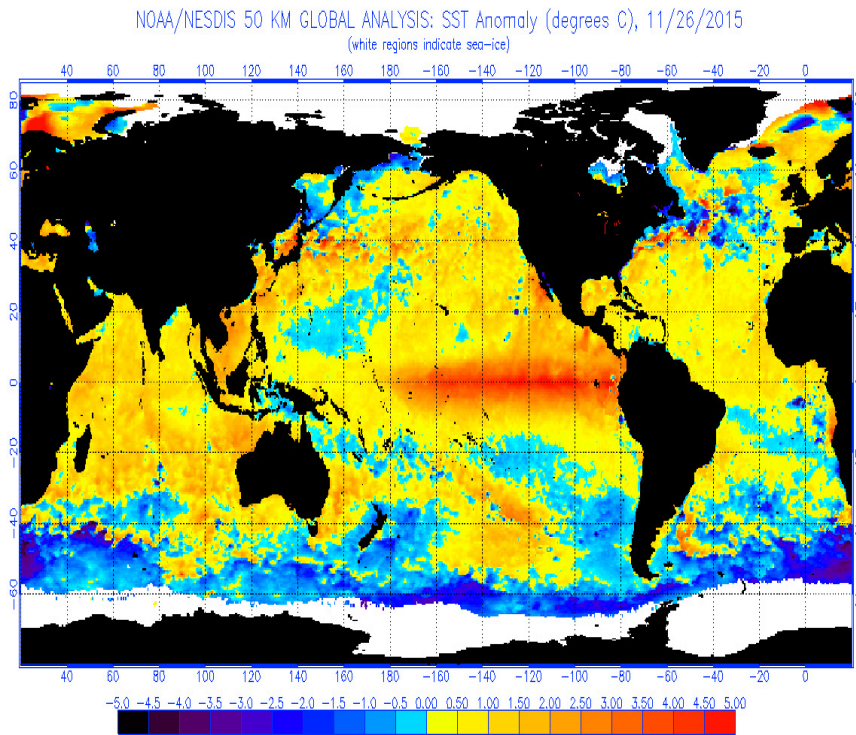 NOAA/NESDIS 50 KM GLOBAL ANALYSIS: SST Anomaly (degrees C), 11/26/2015
(white regions indicate sea-ice)
40 60 80 100 120 140 160 180 -160 -140 -120 -100 -80 -60 -40 -20 0
80
60
40
20
0
-20
-40
-60
40 60 80 100 120 140 160 180 -160 -140 -120 -100 -80 -60 -40 -20 0
-5.0 -4.5 -4.0 -3.5 -3.0 -2.5 -2.0 -1.5 -1.0 -0.5 0.00 0.50 1.00 1.50 2.00 2.50 3.00 3.50 4.00 4.50 5.00